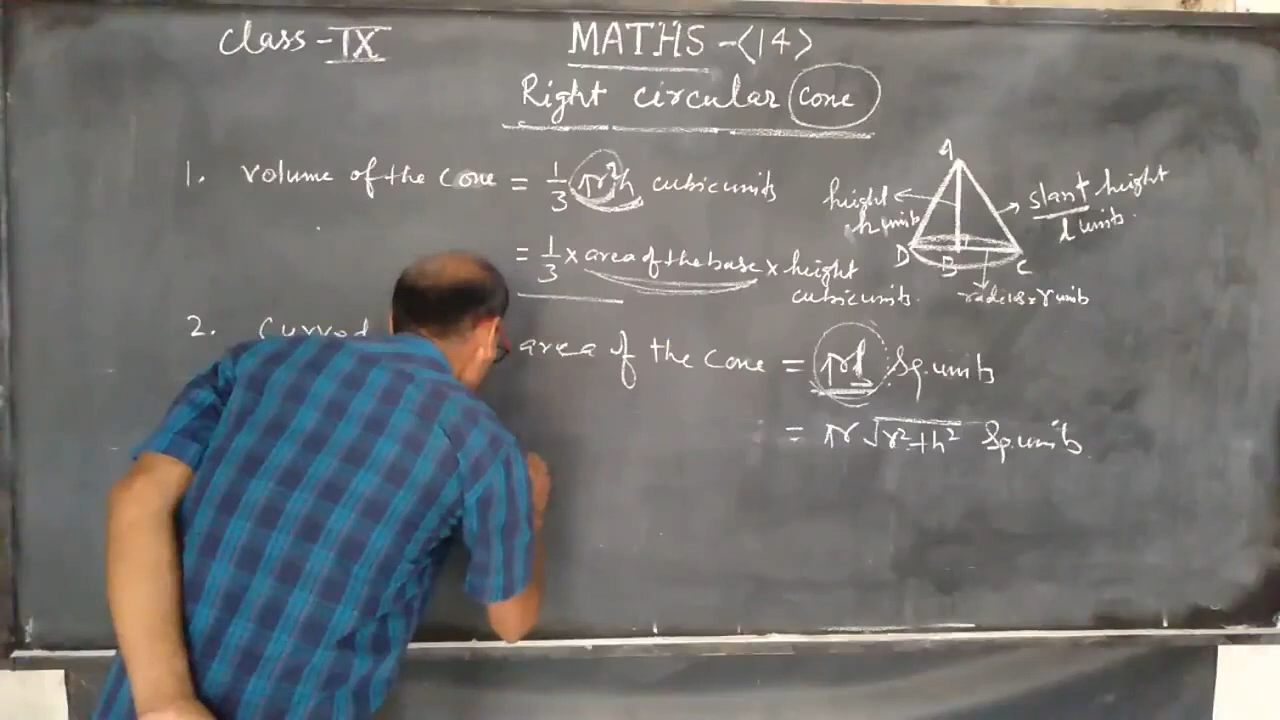 class - IX
MATHS - <14>
Right circular cone
1. volume of the cone = 1/3 πr²h cubic units
= 1/3 × area of the base × height
cubic units.
A
height
h units
slant height
l units.
D
B
C
radius = r units
2. Curved area of the cone = πrl Sq. units
= πr√r²+h² Sq. units